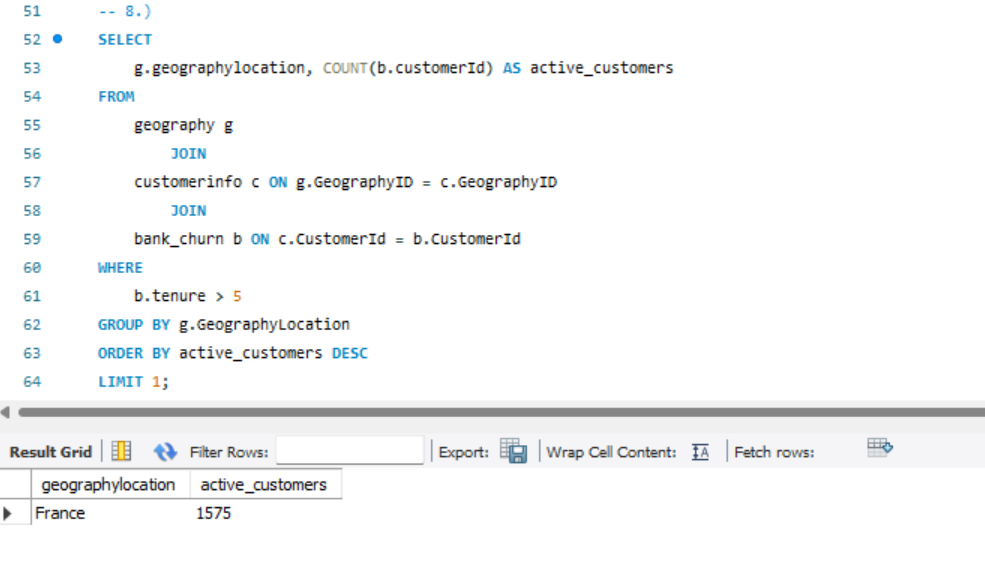 51 -- 8.)
52 SELECT
53 g.geographylocation, COUNT(b.customerId) AS active_customers
54 FROM
55 geography g
56 JOIN
57 customerinfo c ON g.GeographyID = c.GeographyID
58 JOIN
59 bank_churn b ON c.CustomerId = b.CustomerId
60 WHERE
61 b.tenure > 5
62 GROUP BY g.GeographyLocation
63 ORDER BY active_customers DESC
64 LIMIT 1;
Result Grid Filter Rows: Export: Wrap Cell Content: IA Fetch rows:
geographylocation active_customers
France 1575